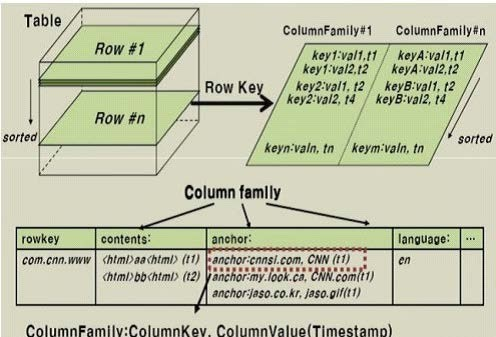 Table
ColumnFamily#1 ColumnFamily#n
Row #1
key1:val1,t1 keyA:val1,t1
key1:val2,t2 keyA:val2,t2
key2:val1, t2 keyB:val1, t2
key2:val2, t4 keyB:val2, t4
Row Key
Row #n
sorted
sorted
keyn:valn, tn keym:valn, tn
Column family
rowkey contents: anchor: language: ...
com.cnn.www <html>aa<html> (t1) anchor:cnnsi.com, CNN (t1) en
<html>bb<html> (t2) anchor:my.look.ca, CNN.com(t1)
anchor:jaso.co.kr, jaso.gif(t1)
ColumnFamily:ColumnKey, ColumnValue(Timestamp)